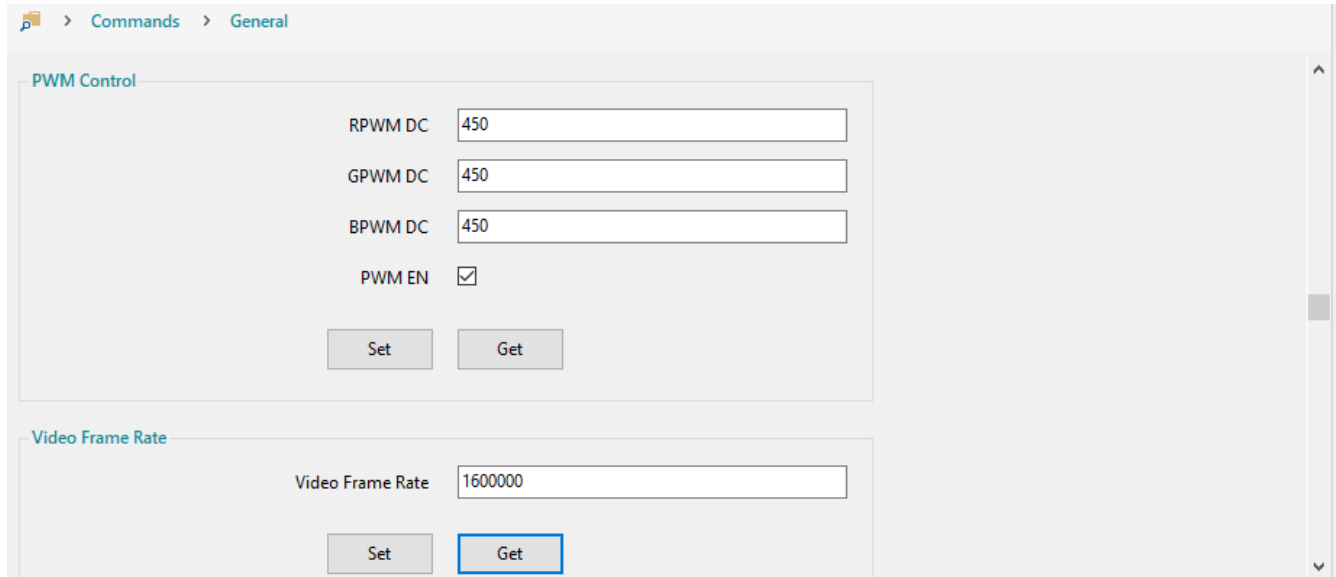 > Commands > General
PWM Control
RPWM DC 450
GPWM DC 450
BPWM DC 450
PWM EN
Set Get
Video Frame Rate
Video Frame Rate 1600000
Set Get